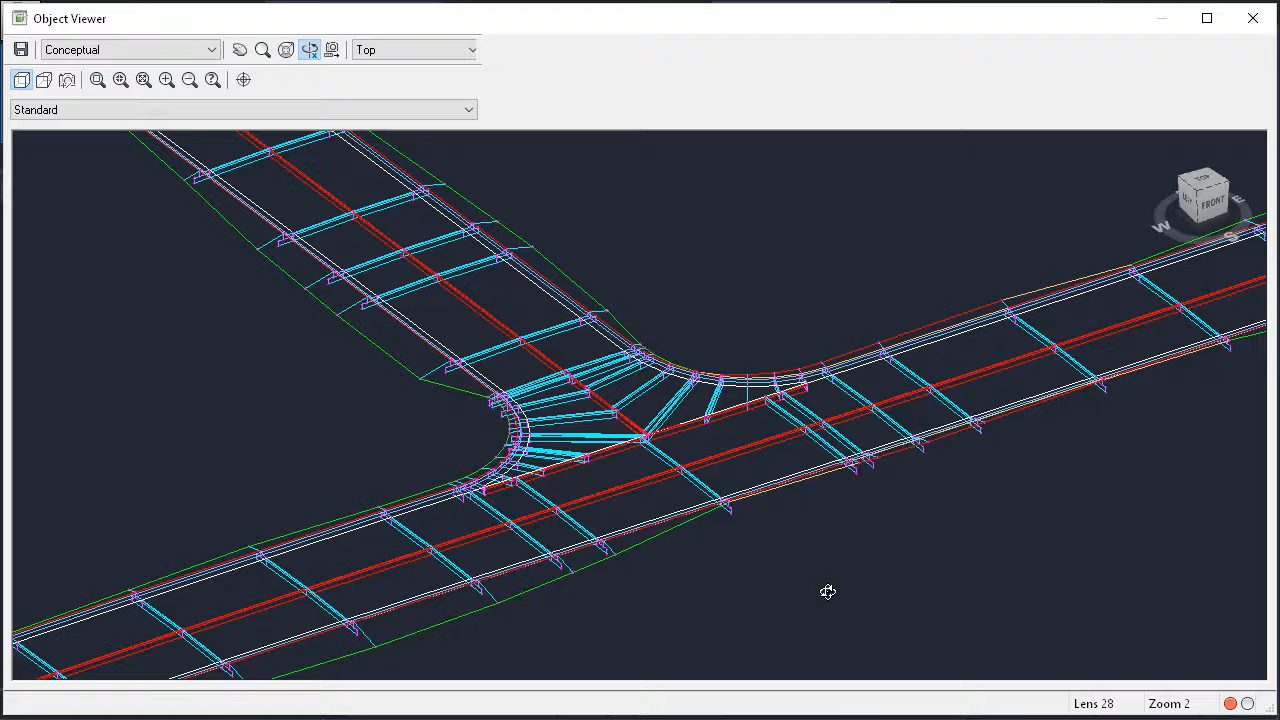 Object Viewer
Conceptual
Top
Standard
TOP
FRONT
W
S
E
Lens 28
Zoom 2